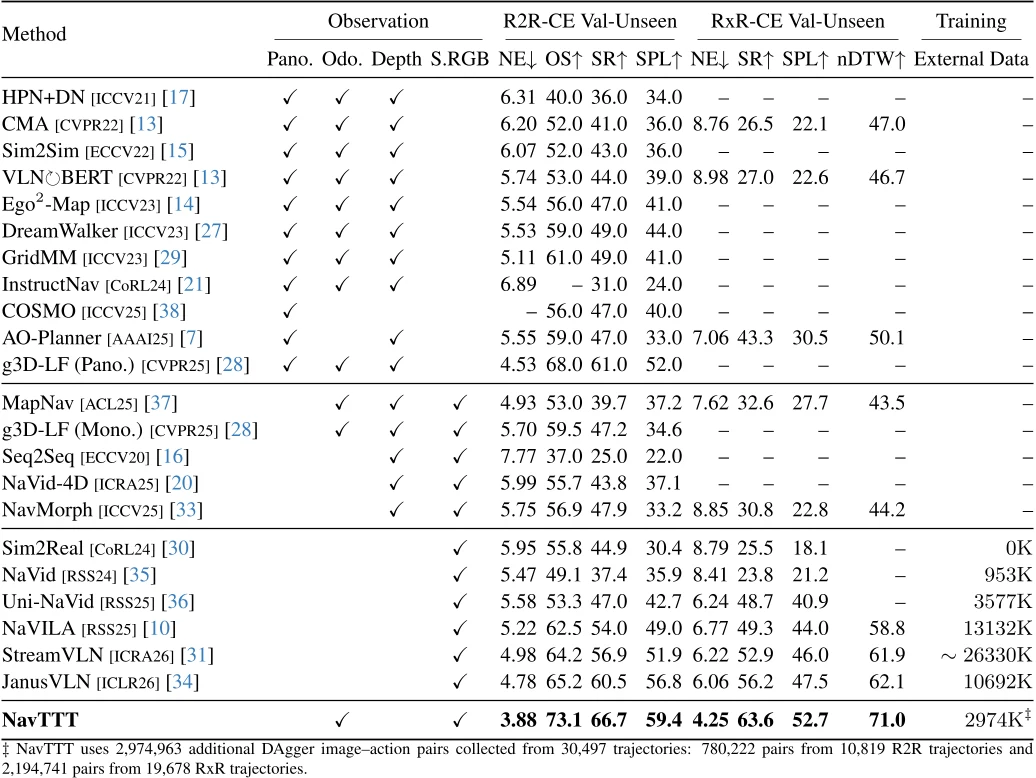 Method Observation R2R-CE Val-Unseen RxR-CE Val-Unseen Training
Pano. Odo. Depth S.RGB NE↓ OS↑ SR↑ SPL↑ NE↓ SR↑ SPL↑ nDTW↑ External Data
HPN+DN [ICCV21] [17] ✓ ✓ ✓ 6.31 40.0 36.0 34.0 – – – – –
CMA [CVPR22] [13] ✓ ✓ ✓ 6.20 52.0 41.0 36.0 8.76 26.5 22.1 47.0 –
Sim2Sim [ECCV22] [15] ✓ ✓ ✓ 6.07 52.0 43.0 36.0 – – – – –
VLN↻BERT [CVPR22] [13] ✓ ✓ ✓ 5.74 53.0 44.0 39.0 8.98 27.0 22.6 46.7 –
Ego²-Map [ICCV23] [14] ✓ ✓ ✓ 5.54 56.0 47.0 41.0 – – – – –
DreamWalker [ICCV23] [27] ✓ ✓ ✓ 5.53 59.0 49.0 44.0 – – – – –
GridMM [ICCV23] [29] ✓ ✓ ✓ 5.11 61.0 49.0 41.0 – – – – –
InstructNav [CoRL24] [21] ✓ ✓ ✓ 6.89 – 31.0 24.0 – – – – –
COSMO [ICCV25] [38] ✓ – 56.0 47.0 40.0 – – – – –
AO-Planner [AAAI25] [7] ✓ ✓ 5.55 59.0 47.0 33.0 7.06 43.3 30.5 50.1 –
g3D-LF (Pano.) [CVPR25] [28] ✓ ✓ ✓ 4.53 68.0 61.0 52.0 – – – – –
MapNav [ACL25] [37] ✓ ✓ ✓ 4.93 53.0 39.7 37.2 7.62 32.6 27.7 43.5 –
g3D-LF (Mono.) [CVPR25] [28] ✓ ✓ ✓ 5.70 59.5 47.2 34.6 – – – – –
Seq2Seq [ECCV20] [16] ✓ ✓ 7.77 37.0 25.0 22.0 – – – – –
NaVid-4D [ICRA25] [20] ✓ ✓ 5.99 55.7 43.8 37.1 – – – – –
NavMorph [ICCV25] [33] ✓ ✓ 5.75 56.9 47.9 33.2 8.85 30.8 22.8 44.2 –
Sim2Real [CoRL24] [30] ✓ 5.95 55.8 44.9 30.4 8.79 25.5 18.1 – 0K
NaVid [RSS24] [35] ✓ 5.47 49.1 37.4 35.9 8.41 23.8 21.2 – 953K
Uni-NaVid [RSS25] [36] ✓ 5.58 53.3 47.0 42.7 6.24 48.7 40.9 – 3577K
NaVILA [RSS25] [10] ✓ 5.22 62.5 54.0 49.0 6.77 49.3 44.0 58.8 13132K
StreamVLN [ICRA26] [31] ✓ 4.98 64.2 56.9 51.9 6.22 52.9 46.0 61.9 ∼ 26330K
JanusVLN [ICLR26] [34] ✓ 4.78 65.2 60.5 56.8 6.06 56.2 47.5 62.1 10692K
NavTTT ✓ ✓ 3.88 73.1 66.7 59.4 4.25 63.6 52.7 71.0 2974K‡
‡ NavTTT uses 2,974,963 additional DAgger image–action pairs collected from 30,497 trajectories: 780,222 pairs from 10,819 R2R trajectories and
2,194,741 pairs from 19,678 RxR trajectories.